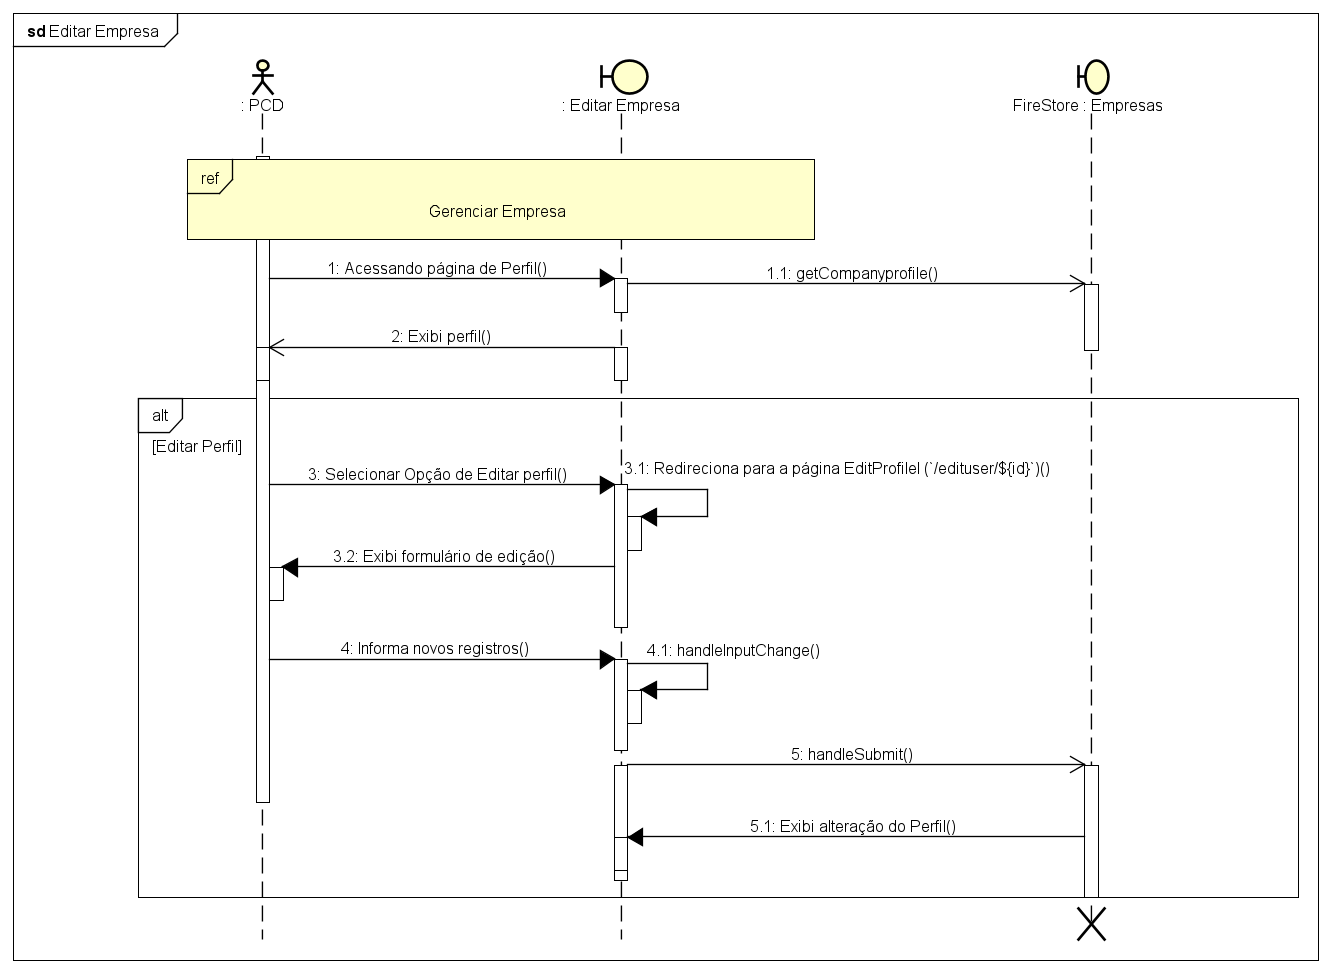 sd Editar Empresa
: PCD
: Editar Empresa
FireStore : Empresas
ref
Gerenciar Empresa
1: Acessando página de Perfil()
1.1: getCompanyprofile()
2: Exibi perfil()
alt
[Editar Perfil]
3: Selecionar Opção de Editar perfil()
3.1: Redireciona para a página EditProfilel (`/edituser/${id}`)()
3.2: Exibi formulário de edição()
4: Informa novos registros()
4.1: handleInputChange()
5: handleSubmit()
5.1: Exibi alteração do Perfil()